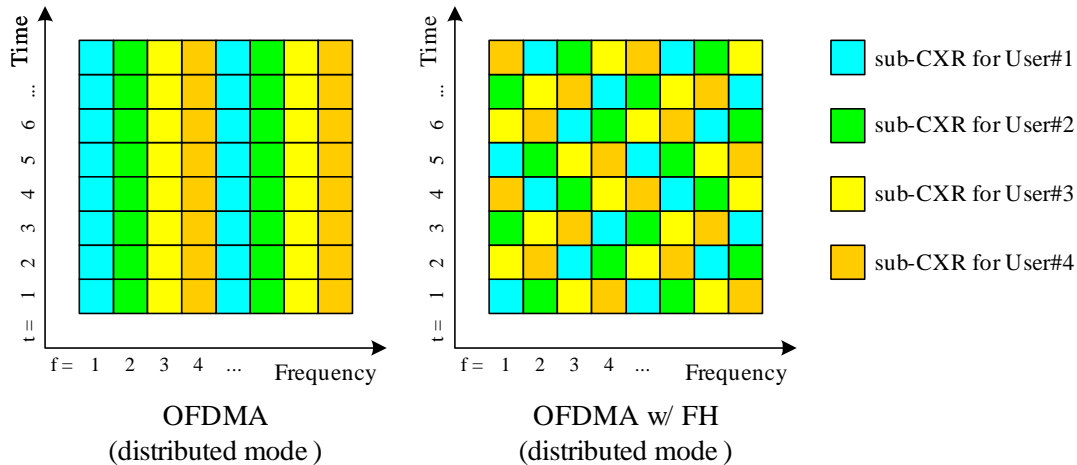 Time
...
6
5
4
3
2
1
t =
f = 1 2 3 4 ...
Frequency
OFDMA
(distributed mode )
Time
...
6
5
4
3
2
1
t =
f = 1 2 3 4 ...
Frequency
OFDMA w/ FH
(distributed mode )
sub-CXR for User#1
sub-CXR for User#2
sub-CXR for User#3
sub-CXR for User#4